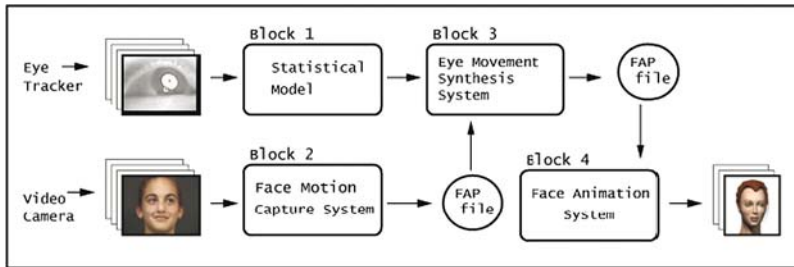 Block 1
Block 3
Eye
Tracker
Statistical
Model
Eye Movement
Synthesis
System
FAP
file
Block 2
Block 4
Video
Camera
Face Motion
Capture System
FAP
file
Face Animation
System